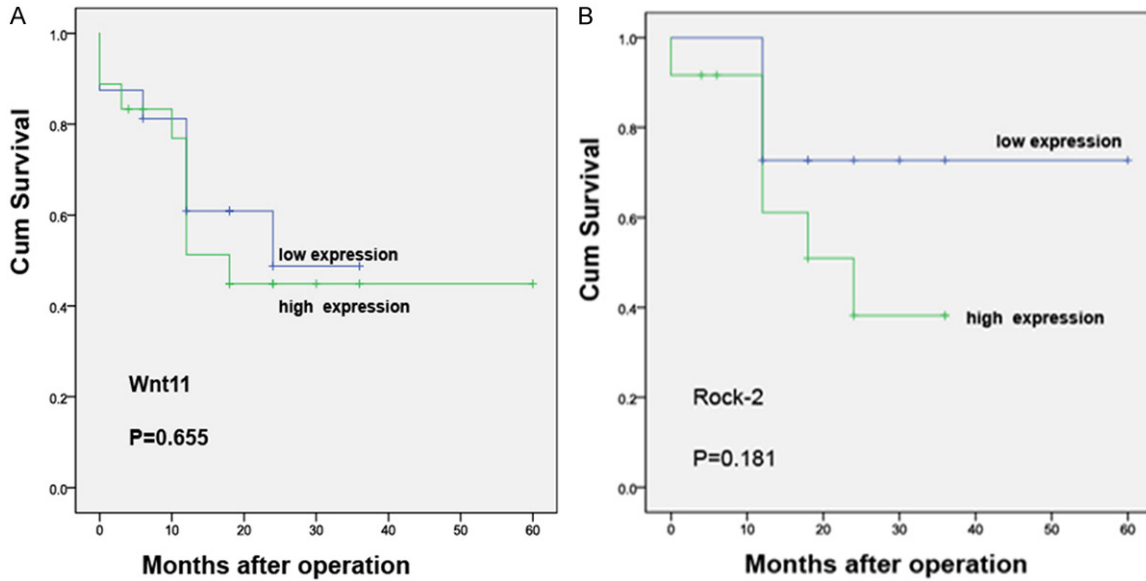 A
Cum Survival
1.0
0.8
0.6
0.4
0.2
0.0
low expression
high expression
Wnt11
P=0.655
0 10 20 30 40 50 60
Months after operation
B
Cum Survival
1.0
0.8
0.6
0.4
0.2
0.0
low expression
high expression
Rock-2
P=0.181
0 10 20 30 40 50 60
Months after operation